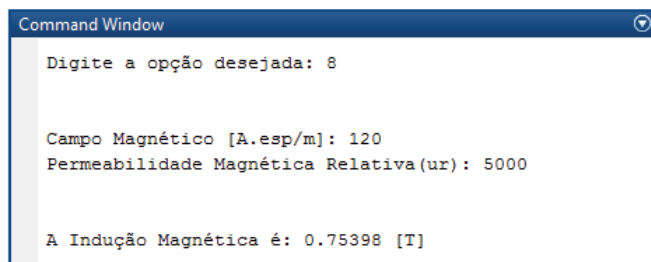 Command Window
Digite a opção desejada: 8
Campo Magnético [A.esp/m]: 120
Permeabilidade Magnética Relativa(ur): 5000
A Indução Magnética é: 0.75398 [T]